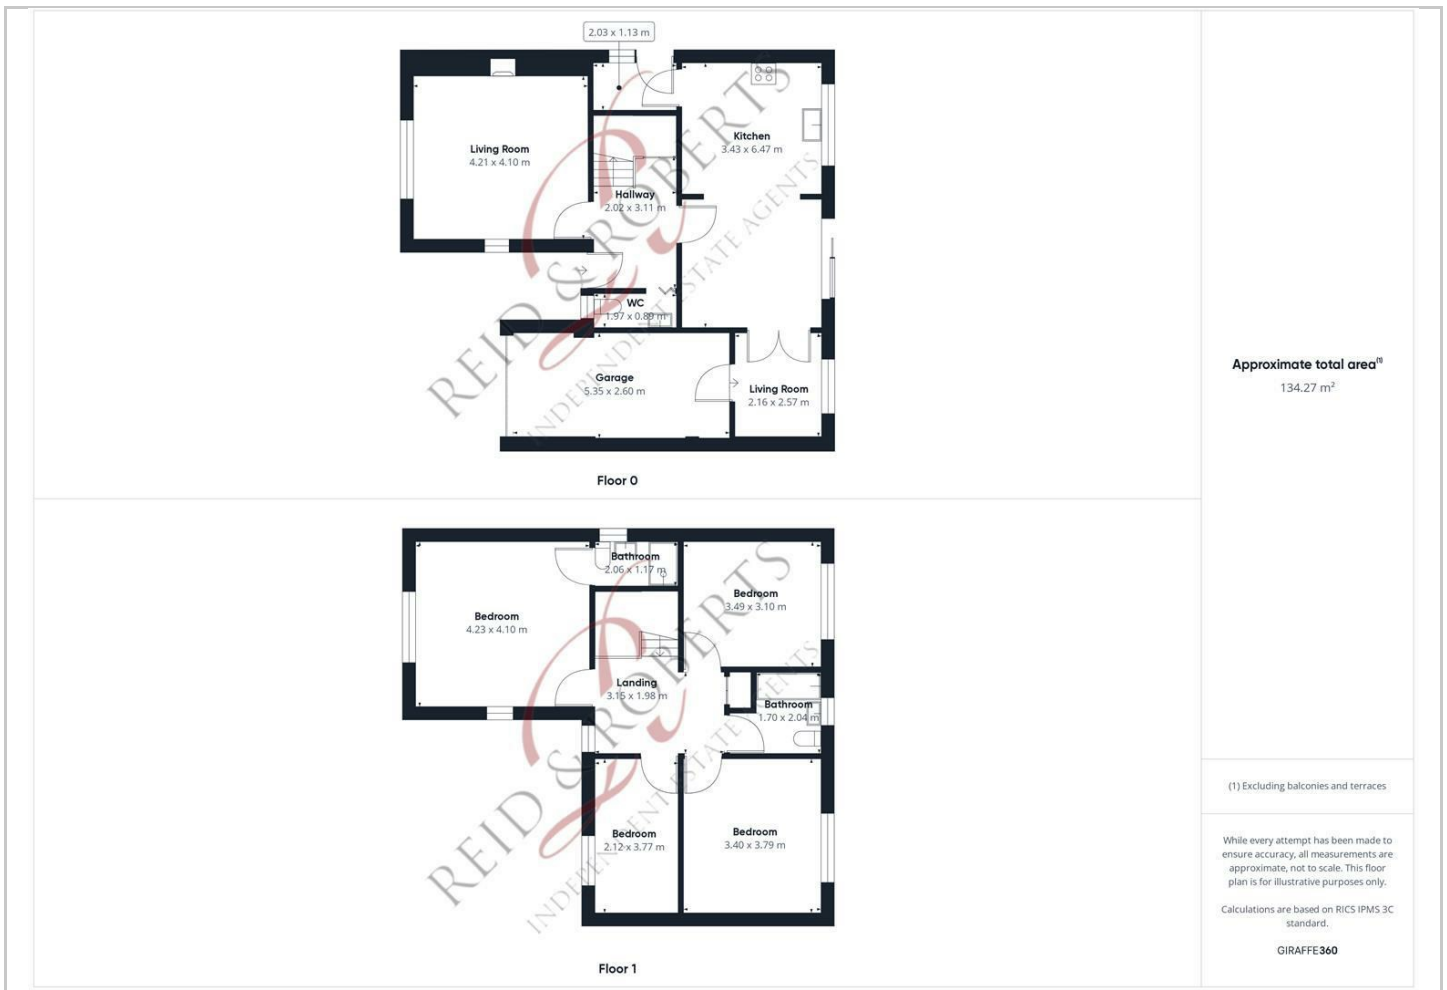 2.03 x 1.13 m
Living Room
4.21 x 4.10 m
Kitchen
3.43 x 6.47 m
Hallway
2.02 x 3.11 m
WC
1.97 x 0.89 m
Garage
5.35 x 2.60 m
Living Room
2.16 x 2.57 m
REID & ROBERTS
INDEPENDENT ESTATE AGENTS
Floor 0
Approximate total area(1)
134.27 m²
Bathroom
2.06 x 1.17 m
Bedroom
4.23 x 4.10 m
Bedroom
3.49 x 3.10 m
Landing
3.15 x 1.98 m
Bathroom
1.70 x 2.04 m
Bedroom
2.12 x 3.77 m
Bedroom
3.40 x 3.79 m
REID & ROBERTS
INDEPENDENT ESTATE AGENTS
Floor 1
(1) Excluding balconies and terraces
While every attempt has been made to
ensure accuracy, all measurements are
approximate, not to scale. This floor
plan is for illustrative purposes only.
Calculations are based on RICS IPMS 3C
standard.
GIRAFFE360